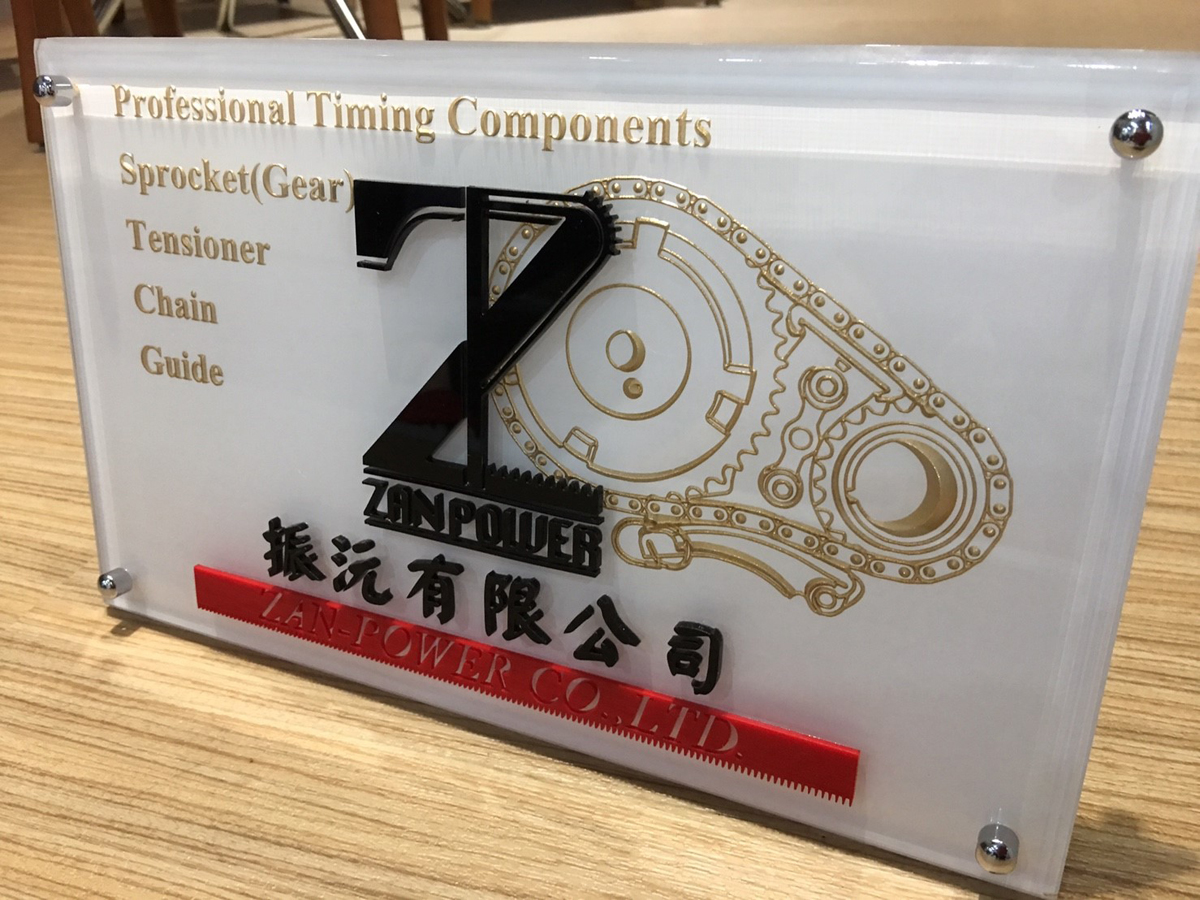 Professional Timing Components
Sprocket(Gear)
Tensioner
Chain
Guide
ZANPOWER
振沅有限公司
ZAN-POWER CO.,LTD.